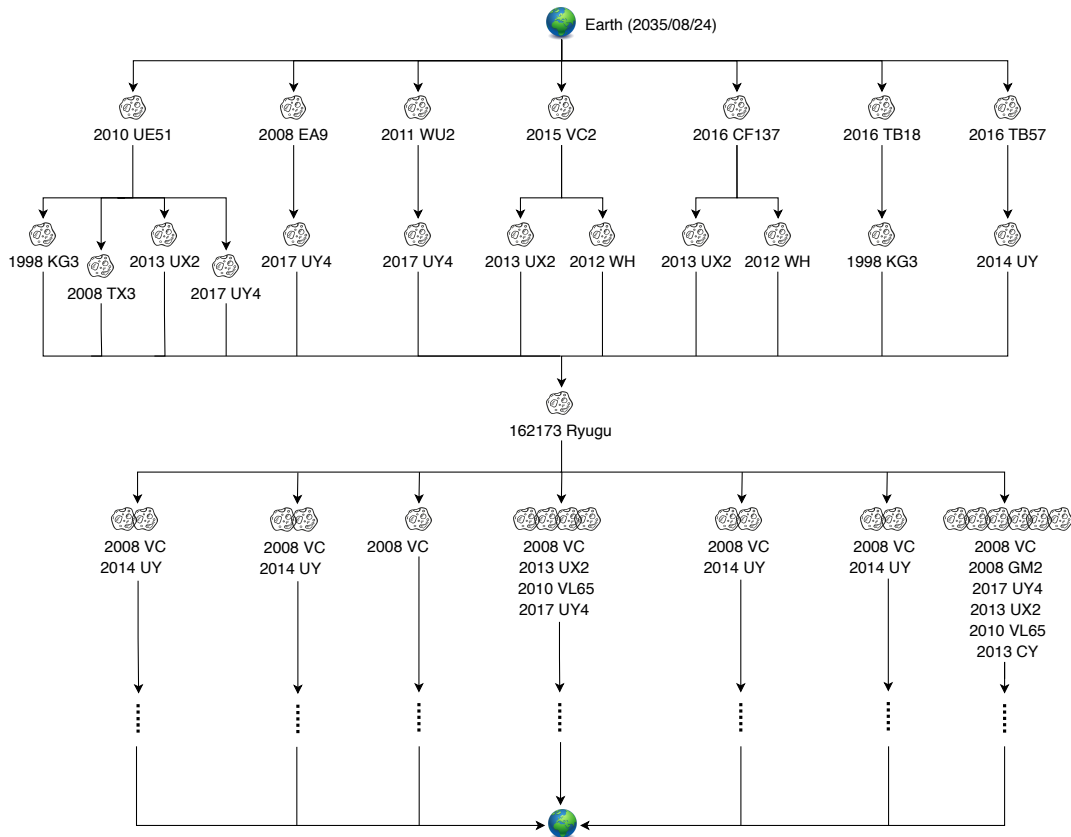 Earth (2035/08/24)
2010 UE51
2008 EA9
2011 WU2
2015 VC2
2016 CF137
2016 TB18
2016 TB57
1998 KG3
2008 TX3
2013 UX2
2017 UY4
2017 UY4
2017 UY4
2013 UX2
2012 WH
2013 UX2
2012 WH
1998 KG3
2014 UY
162173 Ryugu
2008 VC
2014 UY
2008 VC
2014 UY
2008 VC
2008 VC
2013 UX2
2010 VL65
2017 UY4
2008 VC
2014 UY
2008 VC
2014 UY
2008 VC
2008 GM2
2017 UY4
2013 UX2
2010 VL65
2013 CY